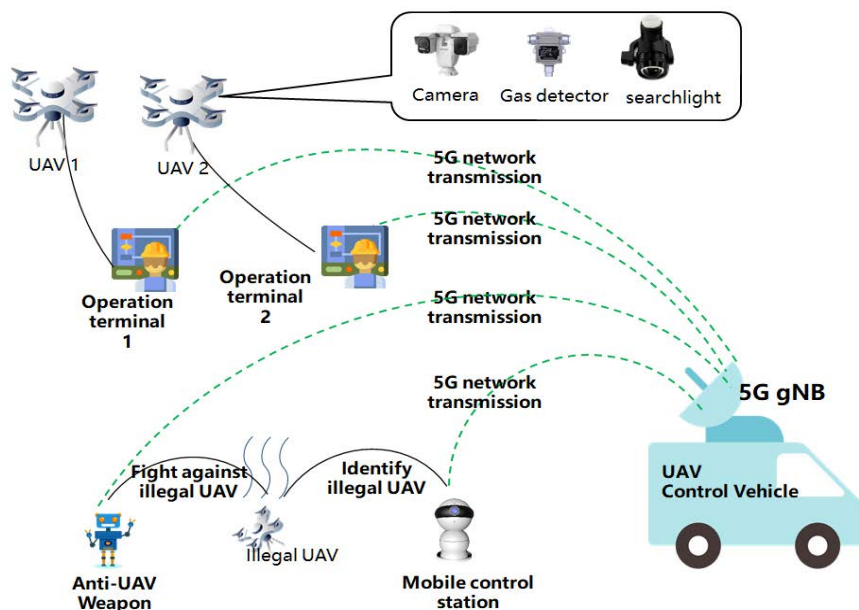 Camera
Gas detector
searchlight
UAV 1
UAV 2
5G network
transmission
5G network
transmission
Operation
terminal
1
Operation
terminal
2
5G network
transmission
5G network
transmission
5G gNB
UAV
Control Vehicle
Fight against
illegal UAV
Identify
illegal UAV
Illegal UAV
Anti-UAV
Weapon
Mobile control
station